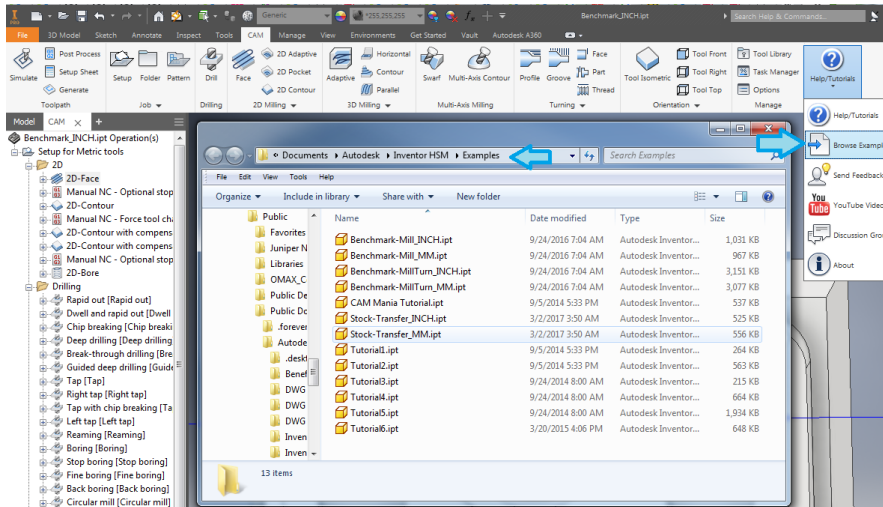 Generic
*255,255,255
Benchmark_INCH.ipt
Search Help & Commands...
File 3D Model Sketch Annotate Inspect Tools CAM Manage View Environments Get Started Vault Autodesk A360
Simulate
Post Process
Setup Sheet
Generate
Toolpath
Setup Folder Pattern
Job
Drill
Drilling
Face
2D Adaptive
2D Pocket
2D Contour
2D Milling
Adaptive
Horizontal
Contour
Parallel
3D Milling
Swarf Multi-Axis Contour
Multi-Axis Milling
Profile Groove
Face
Part
Thread
Turning
Tool Isometric
Tool Front
Tool Right
Tool Top
Orientation
Tool Library
Task Manager
Options
Manage
Help/Tutorials
Help/Tutorials
Browse Exampl
Send Feedback
You Tube
YouTube Video
Discussion Gro
About
Model CAM
Benchmark_INCH.ipt Operation(s)
Setup for Metric tools
2D
2D-Face
Manual NC - Optional stop
2D-Contour
Manual NC - Force tool cha
2D-Contour with compens
2D-Contour with compens
Manual NC - Optional stop
2D-Bore
Drilling
Rapid out [Rapid out]
Dwell and rapid out [Dwell
Chip breaking [Chip breaki
Deep drilling [Deep drilling
Break-through drilling [Bre
Guided deep drilling [Guide
Tap [Tap]
Right tap [Right tap]
Tap with chip breaking [Ta
Left tap [Left tap]
Reaming [Reaming]
Boring [Boring]
Stop boring [Stop boring]
Fine boring [Fine boring]
Back boring [Back boring]
Circular mill [Circular mill]
« Documents Autodesk Inventor HSM Examples
Search Examples
File Edit View Tools Help
Organize Include in library Share with New folder
Public
Favorites
Juniper N
Libraries
OMAX_C
Public De
Public Do
.forever
Autode
.deskt
Benef
DWG
DWG
DWG
Inven
Inven
Name Date modified Type Size
Benchmark-Mill_INCH.ipt 9/24/2016 7:04 AM Autodesk Inventor... 1,031 KB
Benchmark-Mill_MM.ipt 9/24/2016 7:04 AM Autodesk Inventor... 967 KB
Benchmark-MillTurn_INCH.ipt 9/24/2016 7:04 AM Autodesk Inventor... 3,151 KB
Benchmark-MillTurn_MM.ipt 9/24/2016 7:04 AM Autodesk Inventor... 3,077 KB
CAM Mania Tutorial.ipt 9/5/2014 5:33 PM Autodesk Inventor... 537 KB
Stock-Transfer_INCH.ipt 3/2/2017 3:50 AM Autodesk Inventor... 525 KB
Stock-Transfer_MM.ipt 3/2/2017 3:50 AM Autodesk Inventor... 556 KB
Tutorial1.ipt 9/5/2014 5:33 PM Autodesk Inventor... 264 KB
Tutorial2.ipt 9/5/2014 5:33 PM Autodesk Inventor... 563 KB
Tutorial3.ipt 9/24/2014 8:00 AM Autodesk Inventor... 215 KB
Tutorial4.ipt 9/24/2014 8:00 AM Autodesk Inventor... 664 KB
Tutorial5.ipt 9/24/2014 8:00 AM Autodesk Inventor... 1,934 KB
Tutorial6.ipt 3/20/2015 4:06 PM Autodesk Inventor... 648 KB
13 items